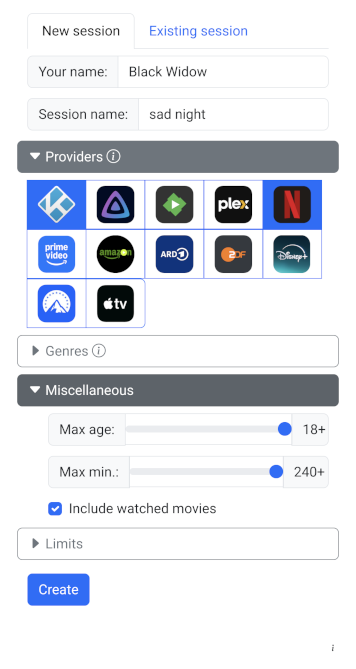 New session Existing session
Your name: Black Widow
Session name: sad night
Providers i
plex N
prime video amazon ARD 1 ZDF Disney+
tv
Genres i
Miscellaneous
Max age: 18+
Max min.: 240+
Include watched movies
Limits
Create
i